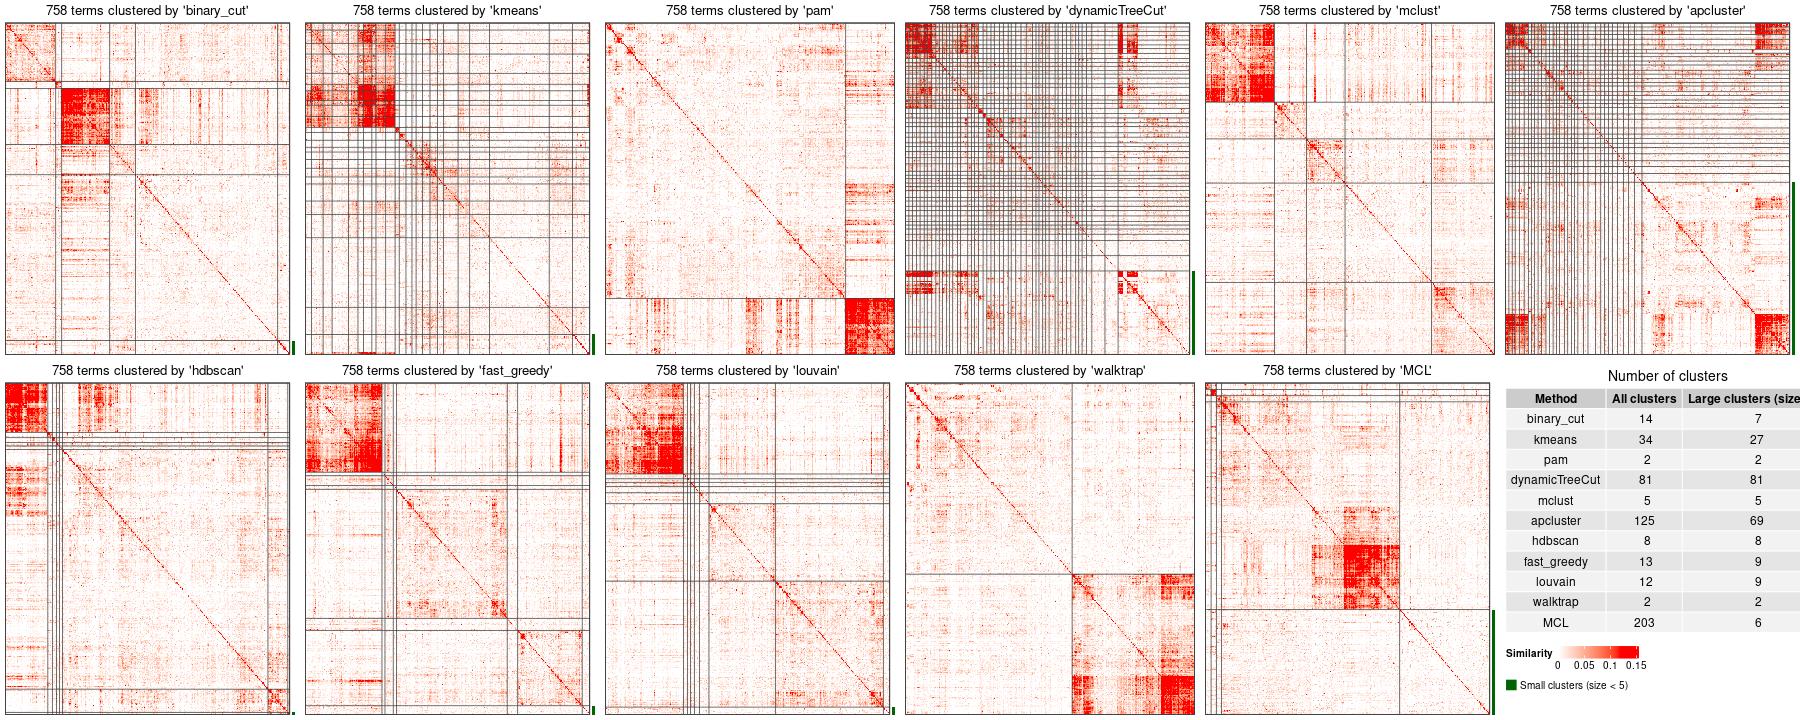 758 terms clustered by 'binary_cut'
758 terms clustered by 'kmeans'
758 terms clustered by 'pam'
758 terms clustered by 'dynamicTreeCut'
758 terms clustered by 'mclust'
758 terms clustered by 'apcluster'
758 terms clustered by 'hdbscan'
758 terms clustered by 'fast_greedy'
758 terms clustered by 'louvain'
758 terms clustered by 'walktrap'
758 terms clustered by 'MCL'
Number of clusters
Method All clusters Large clusters (size
binary_cut 14 7
kmeans 34 27
pam 2 2
dynamicTreeCut 81 81
mclust 5 5
apcluster 125 69
hdbscan 8 8
fast_greedy 13 9
louvain 12 9
walktrap 2 2
MCL 203 6
Similarity
0 0.05 0.1 0.15
Small clusters (size < 5)